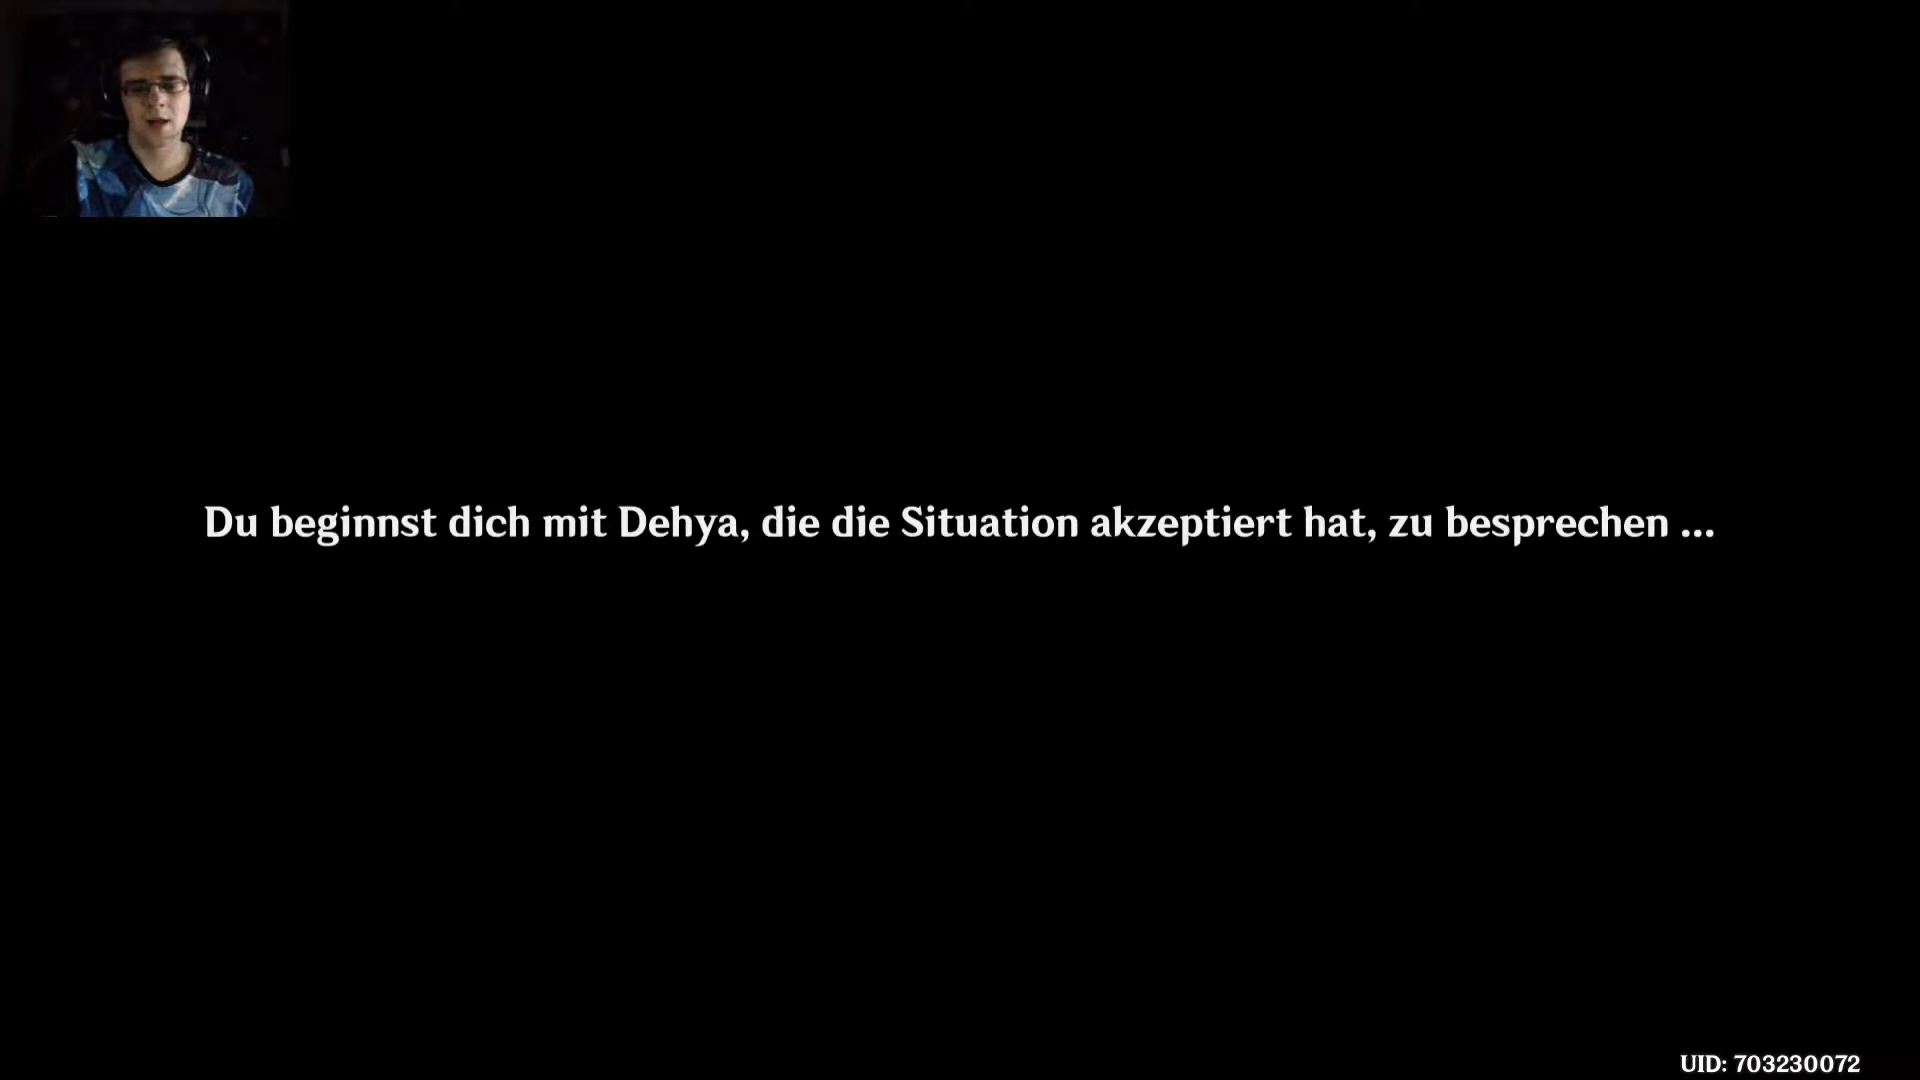 Du beginnst dich mit Dehya, die die Situation akzeptiert hat, zu besprechen ...
UID: 703230072